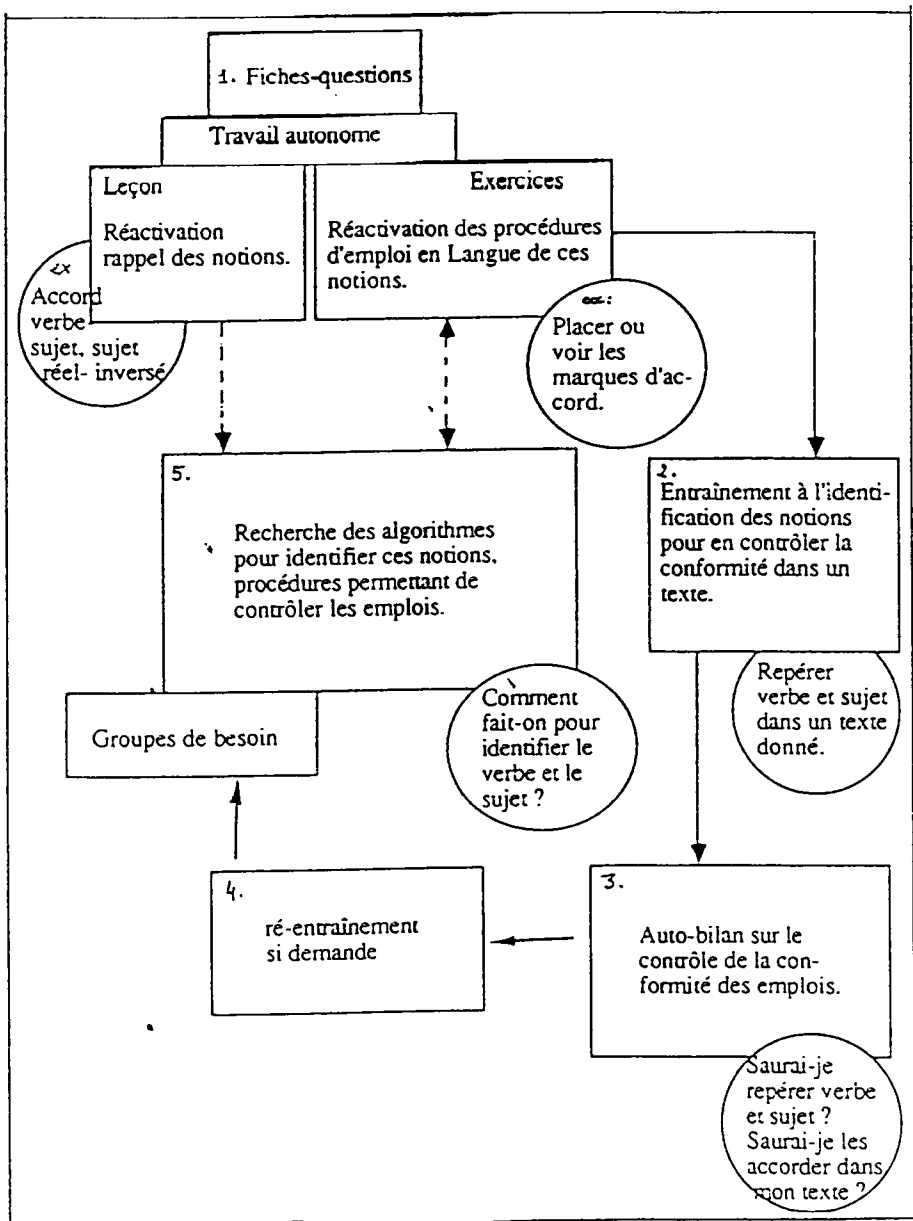 1. Fiches-questions
Travail autonome
Leçon
Réactivation
rappel des notions.
ex
Accord
verbe
sujet, sujet
réel- inversé
Exercices
Réactivation des procédures
d'emploi en Langue de ces
notions.
ex:
Placer ou
voir les
marques d'ac-
cord.
2.
Entraînement à l'identi-
fication des notions
pour en contrôler la
conformité dans un
texte.
Repérer
verbe et sujet
dans un texte
donné.
3.
Auto-bilan sur le
contrôle de la con-
formité des emplois.
Saurai-je
repérer verbe
et sujet ?
Saurai-je les
accorder dans
mon texte ?
4.
ré-entraînement
si demande
Groupes de besoin
5.
Recherche des algorithmes
pour identifier ces notions,
procédures permettant de
contrôler les emplois.
Comment
fait-on pour
identifier le
verbe et le
sujet ?